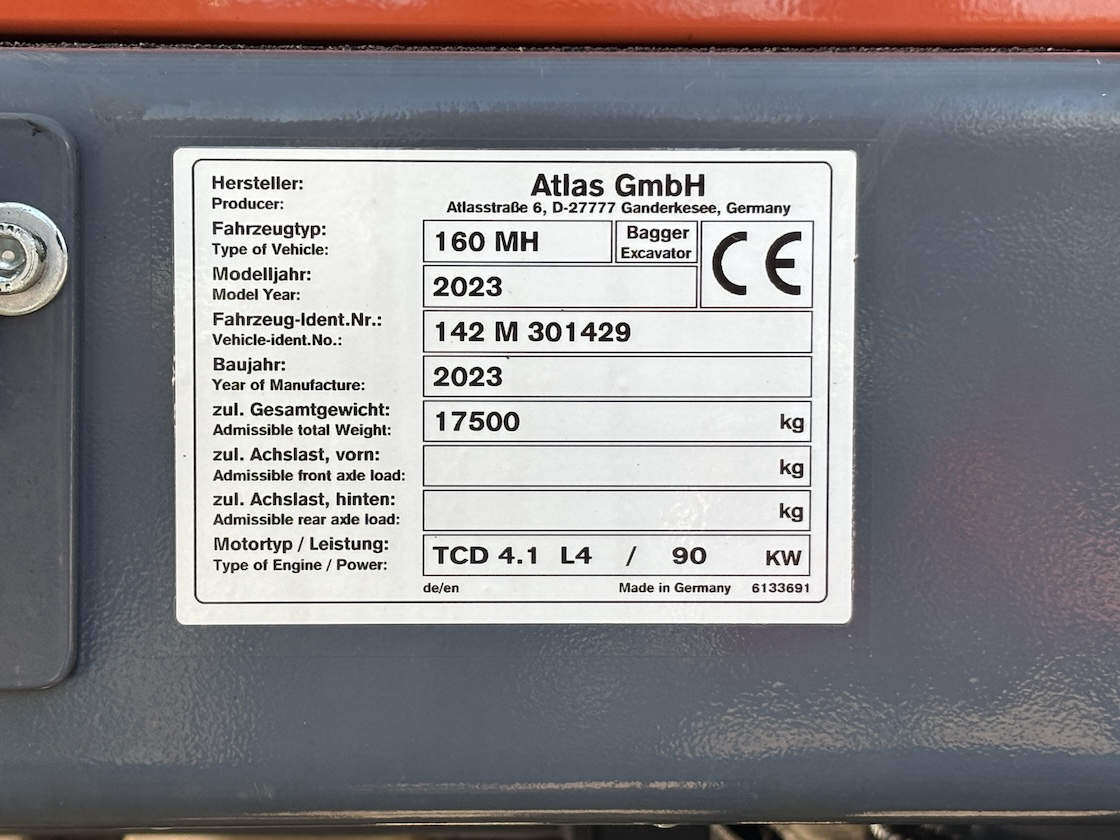 Hersteller: Atlas GmbH
Producer: Atlasstraße 6, D-27777 Ganderkesee, Germany
Fahrzeugtyp: 160 MH Bagger CE
Type of Vehicle: Excavator
Modelljahr: 2023
Model Year:
Fahrzeug-Ident.Nr.: 142 M 301429
Vehicle-ident.No.:
Baujahr: 2023
Year of Manufacture:
zul. Gesamtgewicht: 17500 kg
Admissible total Weight:
zul. Achslast, vorn: kg
Admissible front axle load:
zul. Achslast, hinten: kg
Admissible rear axle load:
Motortyp / Leistung: TCD 4.1 L4 / 90 KW
Type of Engine / Power:
de/en Made in Germany 6133691